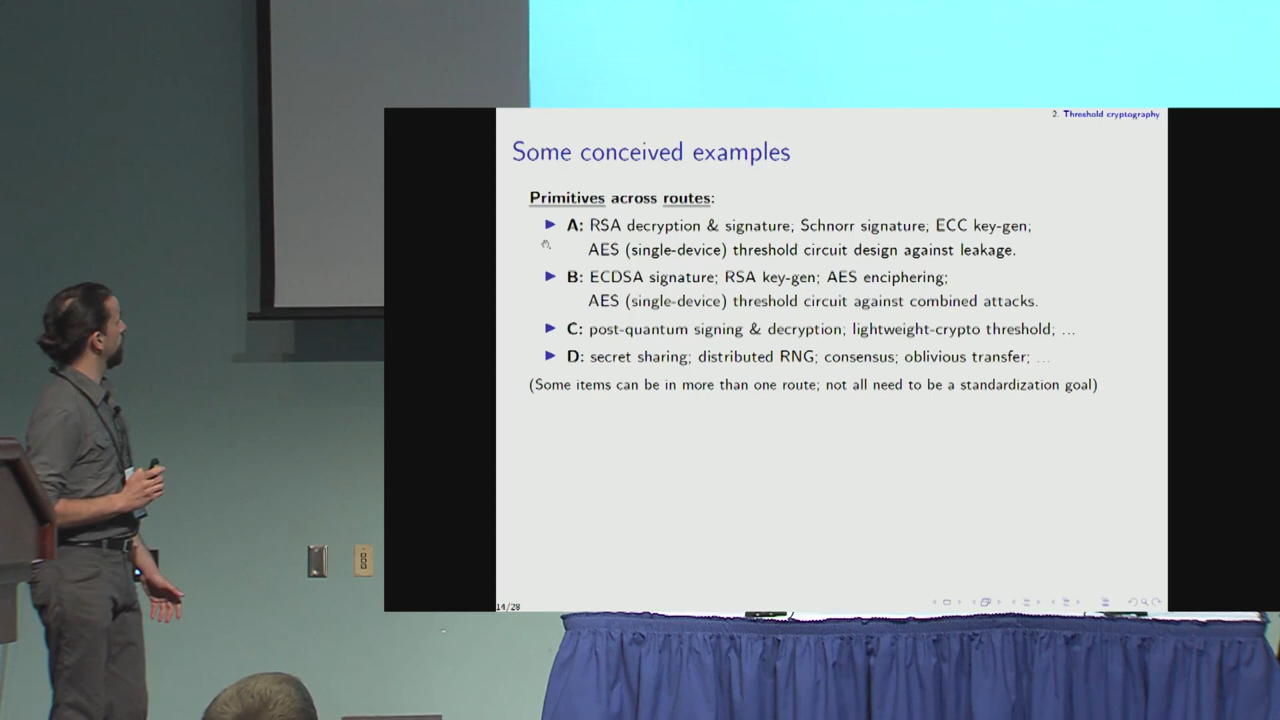 2. Threshold cryptography
Some conceived examples
Primitives across routes:
A: RSA decryption & signature; Schnorr signature; ECC key-gen;
AES (single-device) threshold circuit design against leakage.
B: ECDSA signature; RSA key-gen; AES enciphering;
AES (single-device) threshold circuit against combined attacks.
C: post-quantum signing & decryption; lightweight-crypto threshold; ...
D: secret sharing; distributed RNG; consensus; oblivious transfer; ...
(Some items can be in more than one route; not all need to be a standardization goal)
14/28